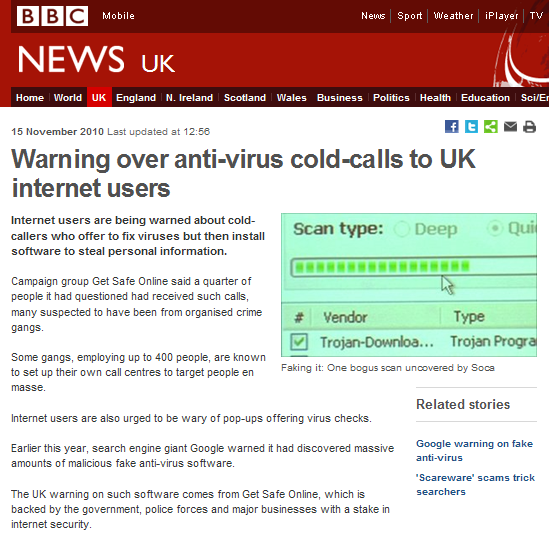 BBC Mobile News Sport Weather iPlayer TV
NEWS UK
Home World UK England N. Ireland Scotland Wales Business Politics Health Education Sci/En
15 November 2010 Last updated at 12:56
Warning over anti-virus cold-calls to UK
internet users
Internet users are being warned about cold-
callers who offer to fix viruses but then install
software to steal personal information.
Campaign group Get Safe Online said a quarter of
people it had questioned had received such calls,
many suspected to have been from organised crime
gangs.
Some gangs, employing up to 400 people, are known
to set up their own call centres to target people en
masse.
Internet users are also urged to be wary of pop-ups offering virus checks.
Earlier this year, search engine giant Google warned it had discovered massive
amounts of malicious fake anti-virus software.
The UK warning on such software comes from Get Safe Online, which is
backed by the government, police forces and major businesses with a stake in
internet security.
Scan type: Deep Qui
# Vendor Type
Trojan-Downloa... Trojan Progra
Faking it: One bogus scan uncovered by Soca
Related stories
Google warning on fake
anti-virus
'Scareware' scams trick
searchers